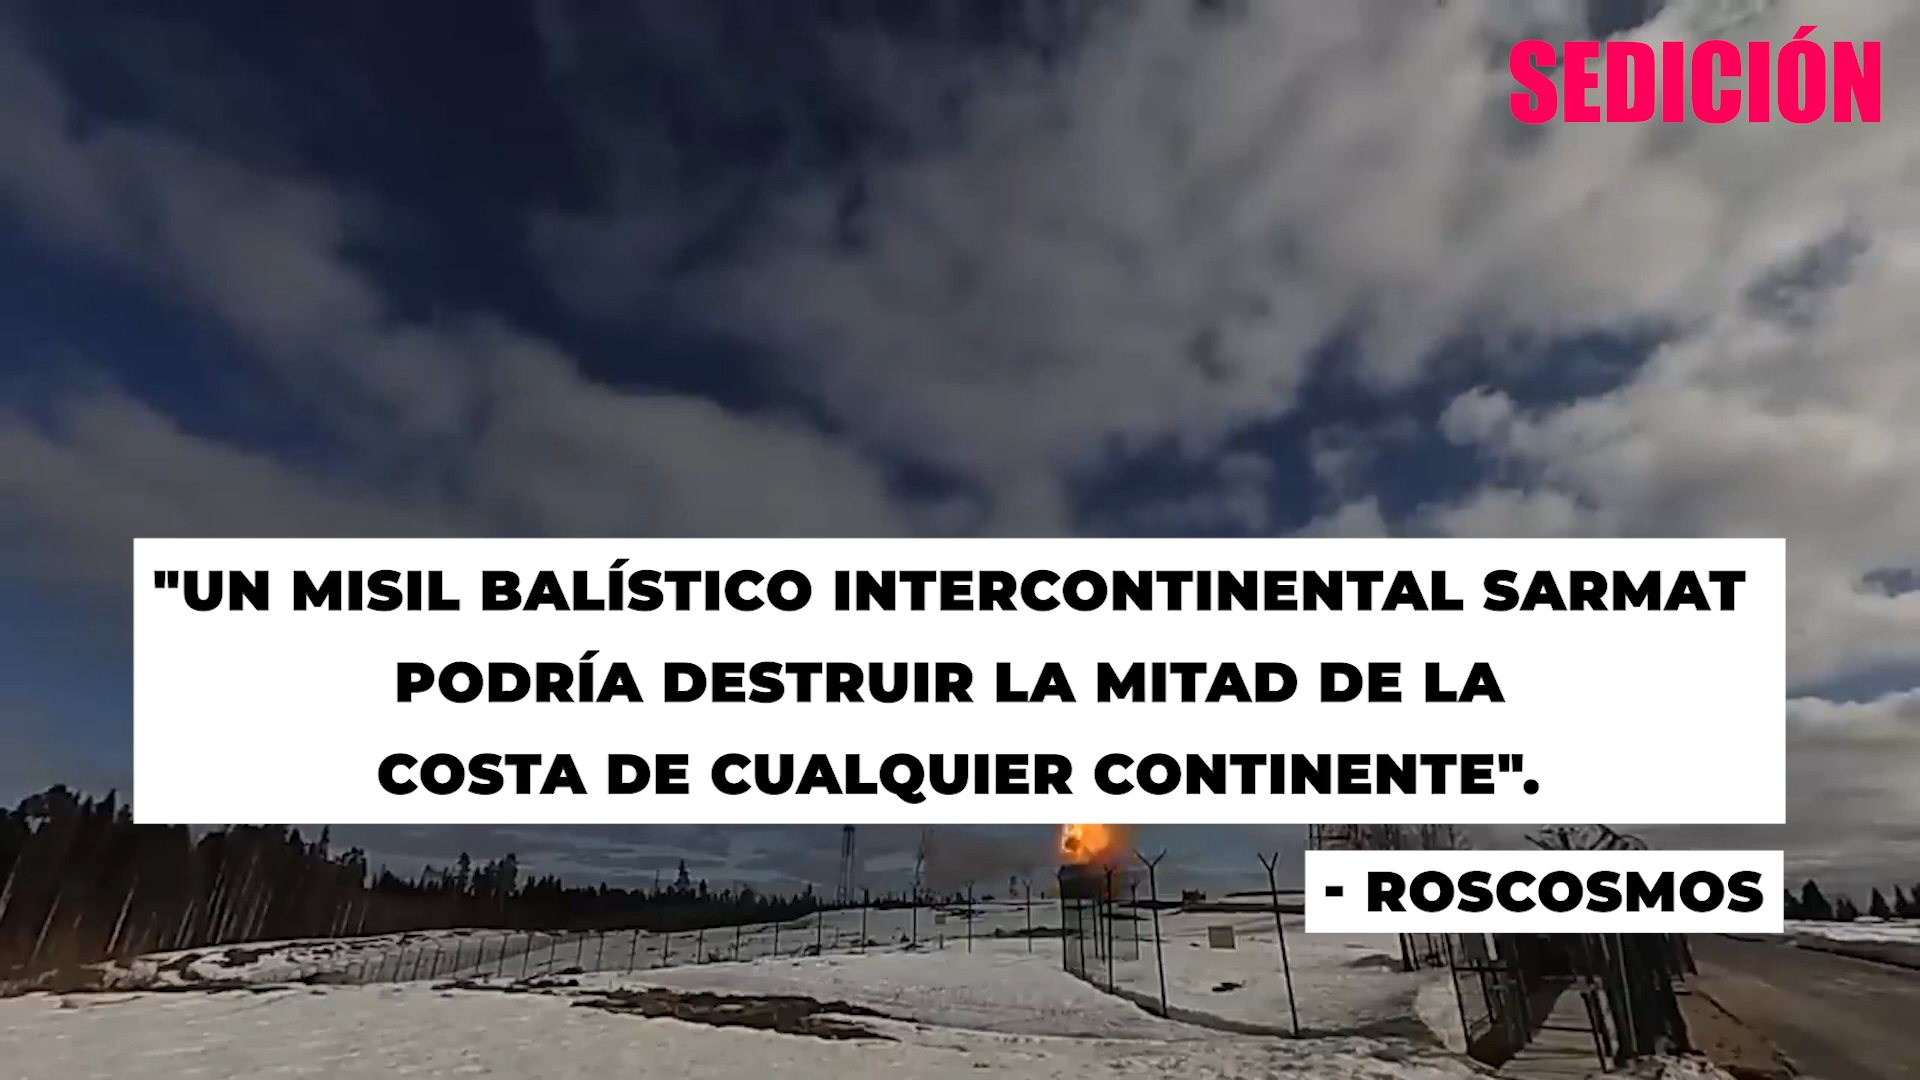 SEDICIÓN
"UN MISIL BALÍSTICO INTERCONTINENTAL SARMAT
PODRÍA DESTRUIR LA MITAD DE LA
COSTA DE CUALQUIER CONTINENTE".
- ROSCOSMOS